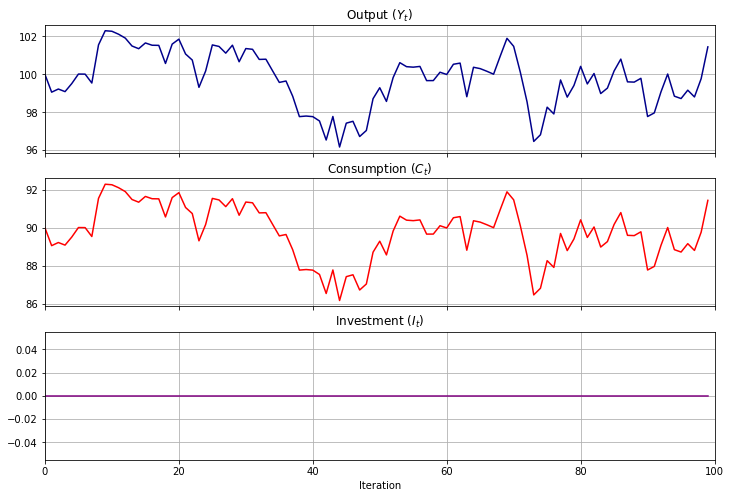 Output (Y_t)
102
100
98
96
Consumption (C_t)
92
90
88
86
Investment (I_t)
0.04
0.02
0.00
−0.02
−0.04
0 20 40 60 80 100
Iteration